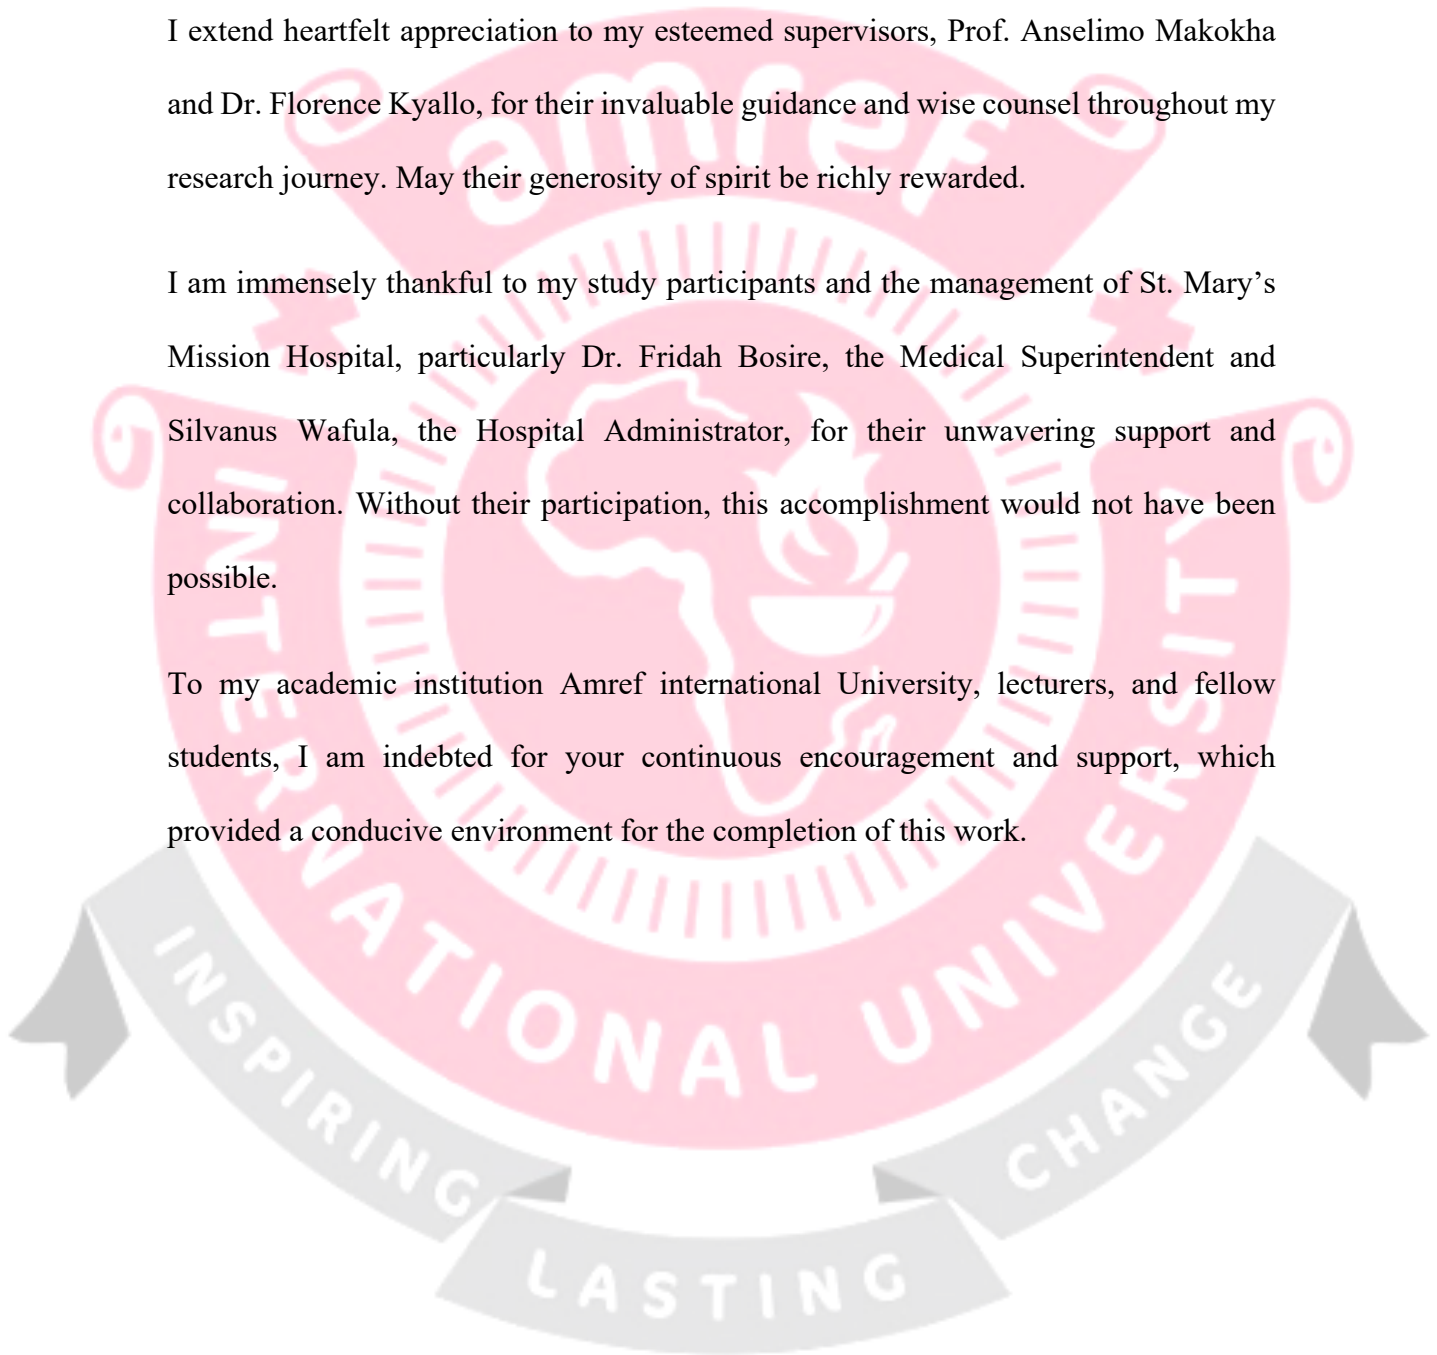 I extend heartfelt appreciation to my esteemed supervisors, Prof. Anselimo Makokha
and Dr. Florence Kyallo, for their invaluable guidance and wise counsel throughout my
research journey. May their generosity of spirit be richly rewarded.
I am immensely thankful to my study participants and the management of St. Mary’s
Mission Hospital, particularly Dr. Fridah Bosire, the Medical Superintendent and
Silvanus Wafula, the Hospital Administrator, for their unwavering support and
collaboration. Without their participation, this accomplishment would not have been
possible.
To my academic institution Amref international University, lecturers, and fellow
students, I am indebted for your continuous encouragement and support, which
provided a conducive environment for the completion of this work.
amref
INTERNATIONAL UNIVERSITY
INSPIRING
LASTING
CHANGE